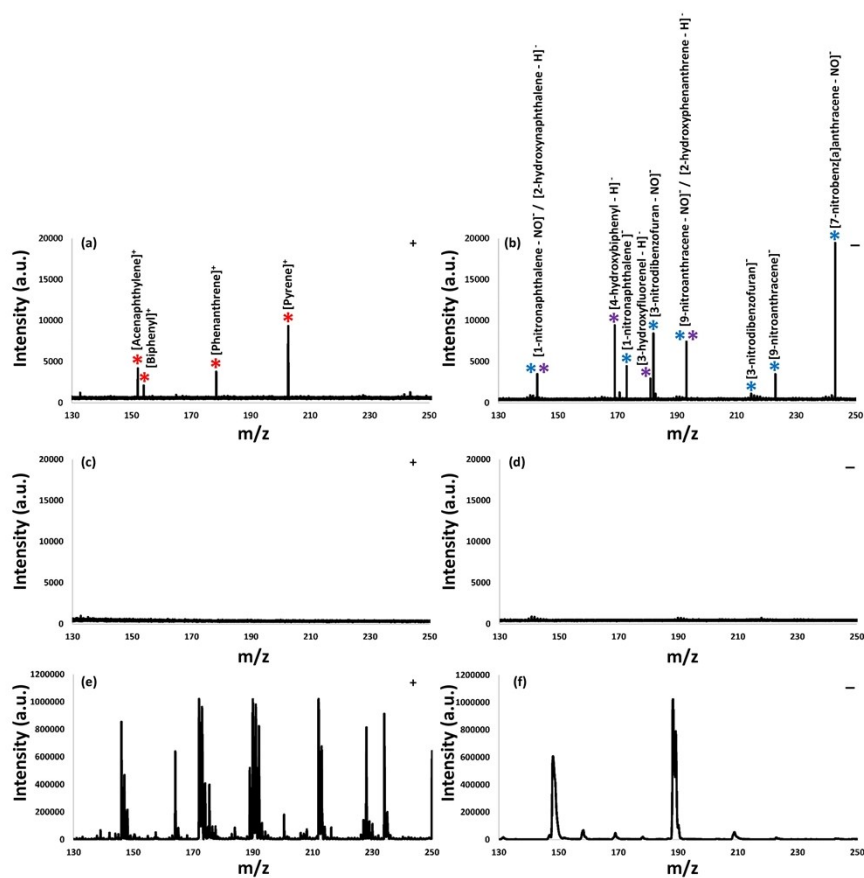 (a)
+
Intensity (a.u.)
20000
15000
10000
5000
0
[Acenaphthylene]⁺
[Biphenyl]⁺
[Phenanthrene]⁺
[Pyrene]⁺
*
*
*
*
130 150 170 190 210 230 250
m/z
(b)
–
Intensity (a.u.)
20000
15000
10000
5000
0
[1-nitronaphthalene - NO]⁻ / [2-hydroxynaphthalene - H]⁻
[4-hydroxybiphenyl - H]⁻
[1-nitronaphthalene ]⁻
[3-hydroxyfluorenel - H]⁻
[3-nitrodibenzofuran - NO]⁻
[9-nitroanthracene - NO]⁻ / [2-hydroxyphenanthrene - H]⁻
[3-nitrodibenzofuran]⁻
[9-nitroanthracene]⁻
[7-nitrobenz[a]anthracene - NO]⁻
* *
*
*
*
*
* *
*
*
*
130 150 170 190 210 230 250
m/z
(c)
+
Intensity (a.u.)
20000
15000
10000
5000
0
130 150 170 190 210 230 250
m/z
(d)
–
Intensity (a.u.)
20000
15000
10000
5000
0
130 150 170 190 210 230 250
m/z
(e)
+
Intensity (a.u.)
1200000
1000000
800000
600000
400000
200000
0
130 150 170 190 210 230 250
m/z
(f)
–
Intensity (a.u.)
1200000
1000000
800000
600000
400000
200000
0
130 150 170 190 210 230 250
m/z